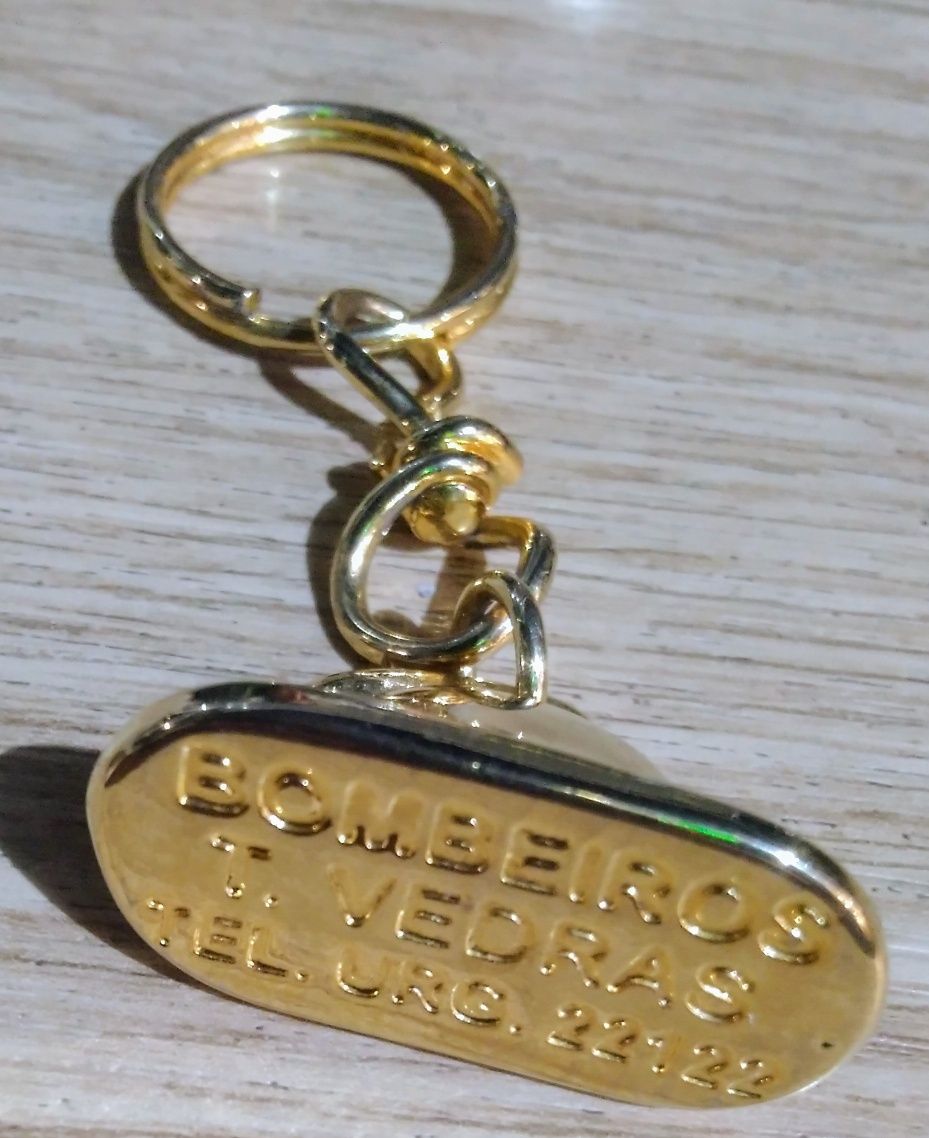 BOMBEIROS
T. VEDRAS
TEL. URG. 22122